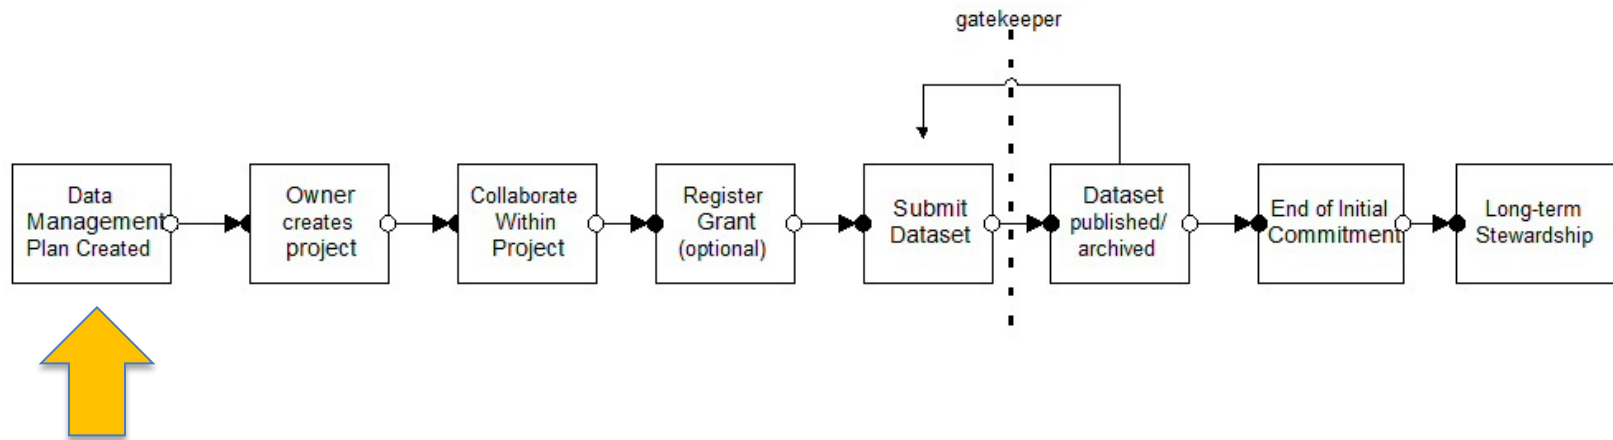 gatekeeper
Data
Management
Plan Created
Owner
creates
project
Collaborate
Within
Project
Register
Grant
(optional)
Submit
Dataset
Dataset
published/
archived
End of Initial
Commitment
Long-term
Stewardship